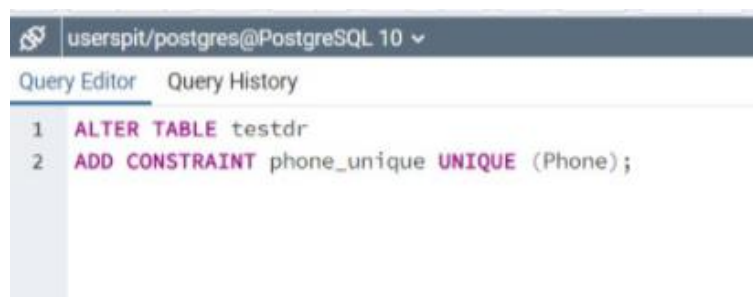 userspit/postgres@PostgreSQL 10
Query Editor Query History
1 ALTER TABLE testdr
2 ADD CONSTRAINT phone_unique UNIQUE (Phone);